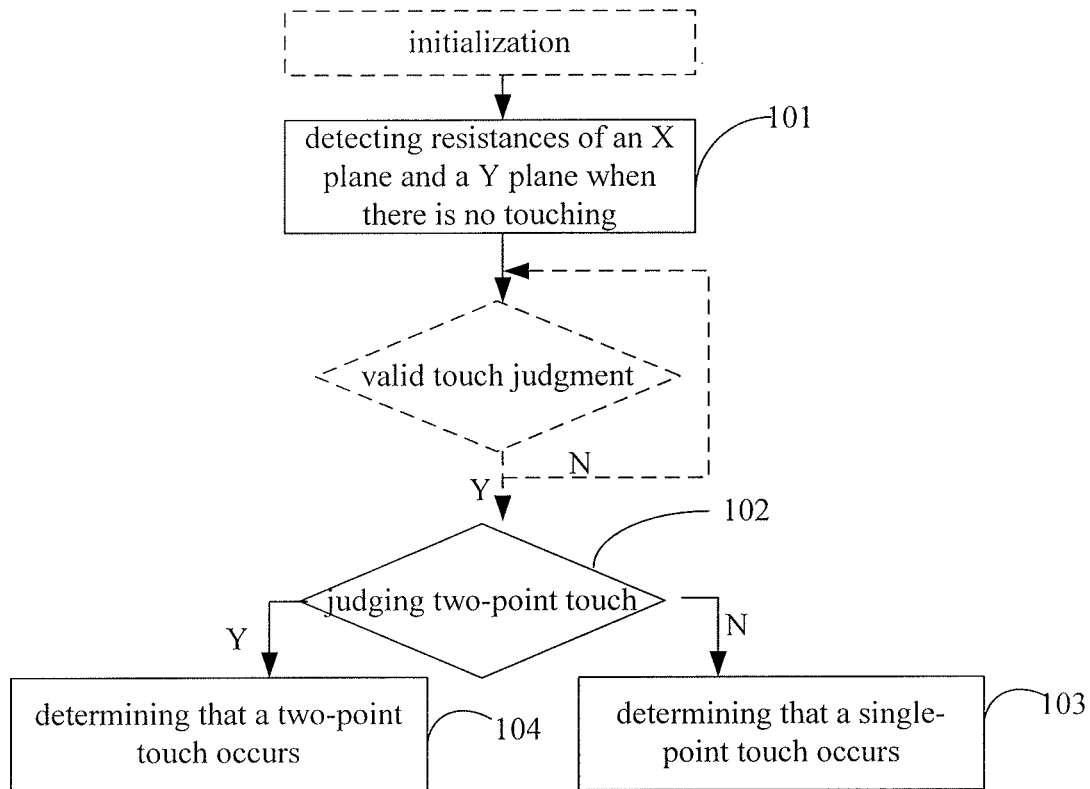 initialization
detecting resistances of an X
plane and a Y plane when
there is no touching
101
valid touch judgment
N
Y
102
judging two-point touch
Y
N
determining that a two-point
touch occurs
104
determining that a single-
point touch occurs
103